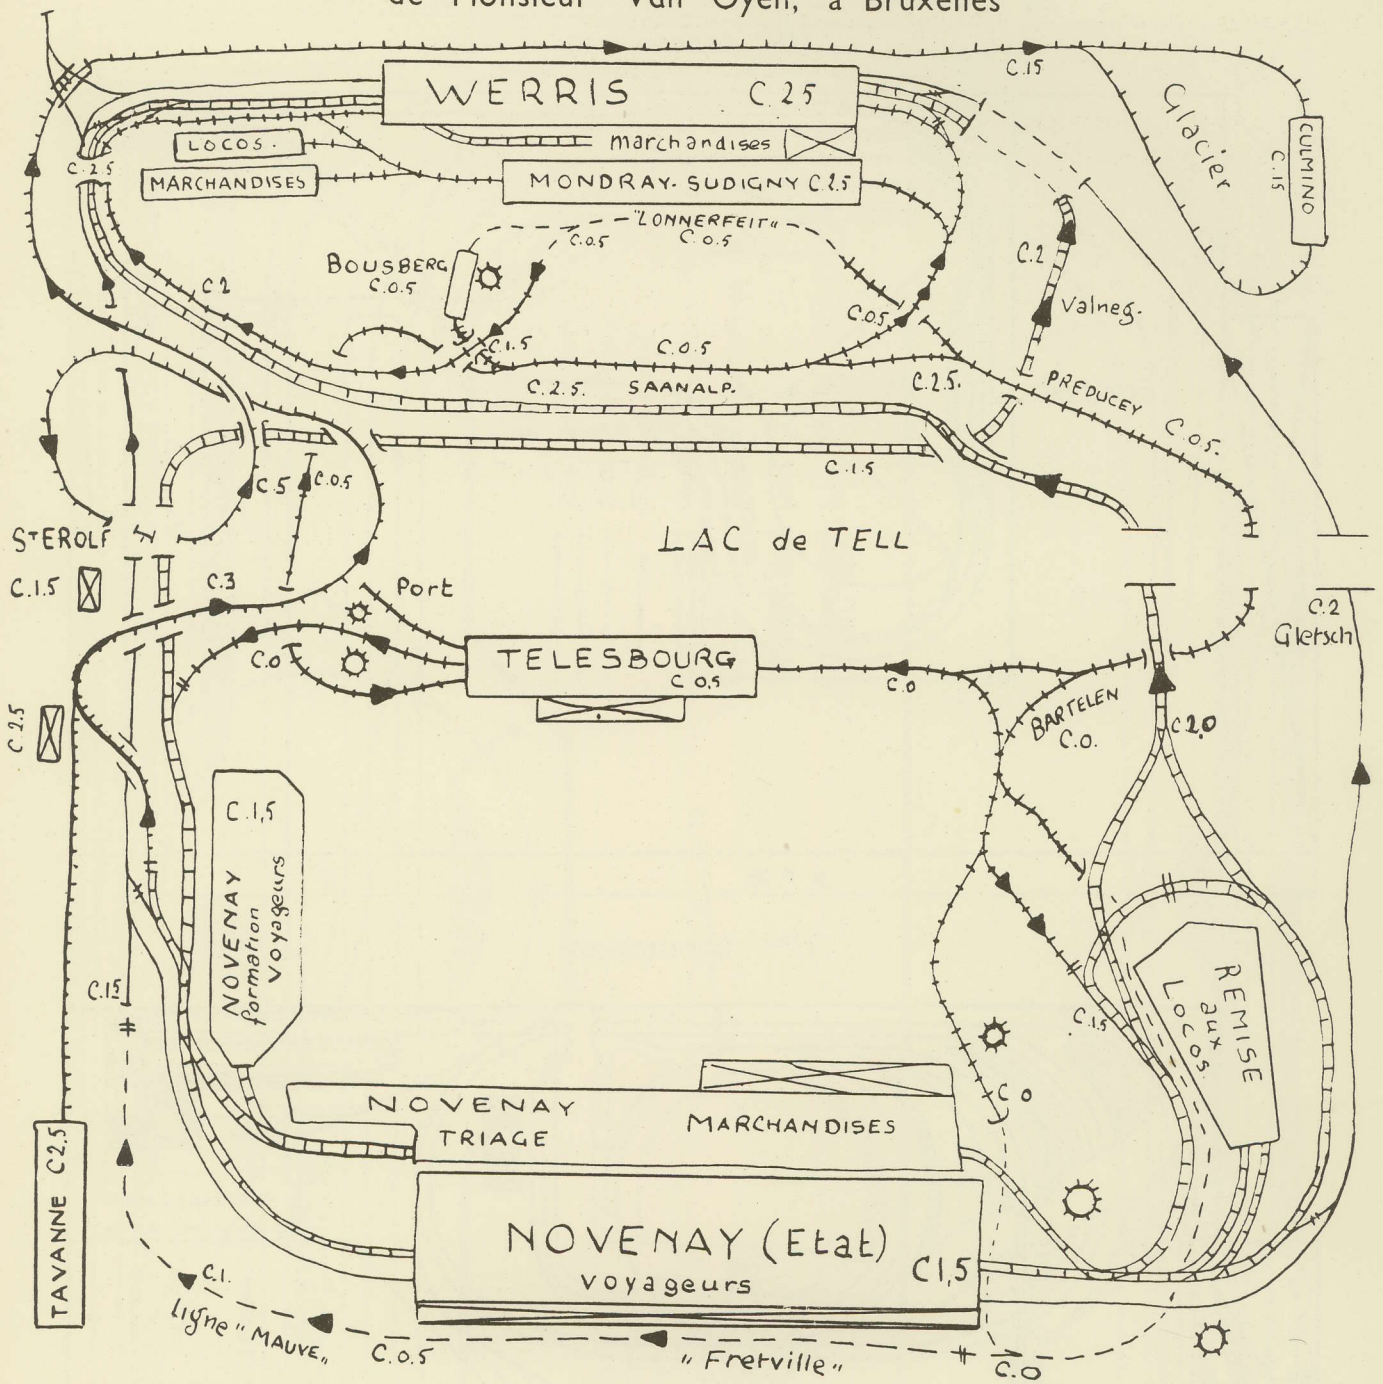 de Monsieur Van Oyen, à Bruxelles
C.15
WERRIS C.25
Glacier
LOCOS.
marchandises
CULMINO
C.15
C.2.5
MARCHANDISES
MONDRAY-SUDIGNY C.2.5
"LONNERFEIT"
C.0.5
C.0.5
BOUSBERG
C.0.5
C.2
C.2
Valneg.
C.0.5
C.1.5
C.0.5
C.2.5.
SAANALP.
C.2.5.
PREDUCEY
C.0.5.
C.1.5
C.5
C.0.5
STEROLF
LAC de TELL
C.1.5
C.3
Port
C.2
Gletsch
C.0
TELESBOURG
C 0,5
C.0
BARTELEN
C.0.
C 2.0
C 2.5
C.1,5
NOVENAY
formation
voyageurs
C.15
REMISE
aux
LOCOS.
C.1.5
C 0
NOVENAY
TRIAGE
MARCHANDISES
TAVANNE C2.5
NOVENAY (Etat)
voyageurs
C1,5
C.1.
Ligne "MAUVE"
C.0.5
"Fretville"
C.0